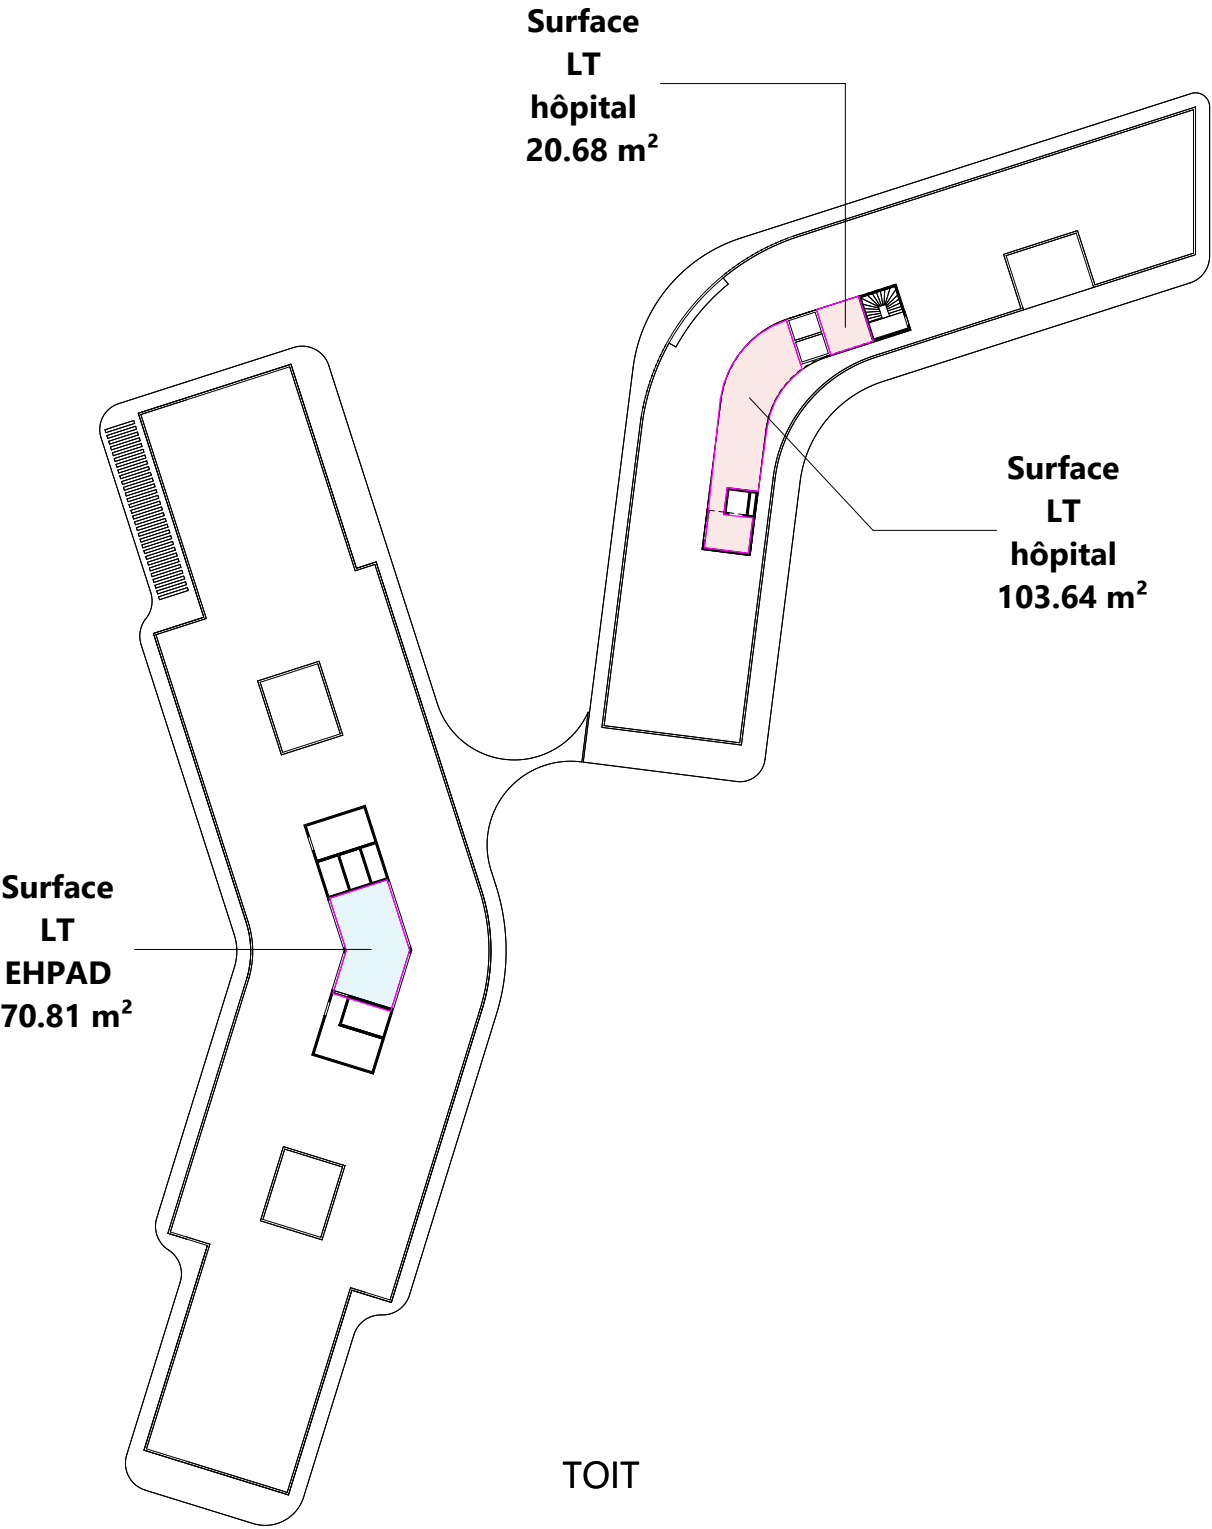 Surface
LT
hôpital
20.68 m²
Surface
LT
hôpital
103.64 m²
Surface
LT
EHPAD
70.81 m²
TOIT